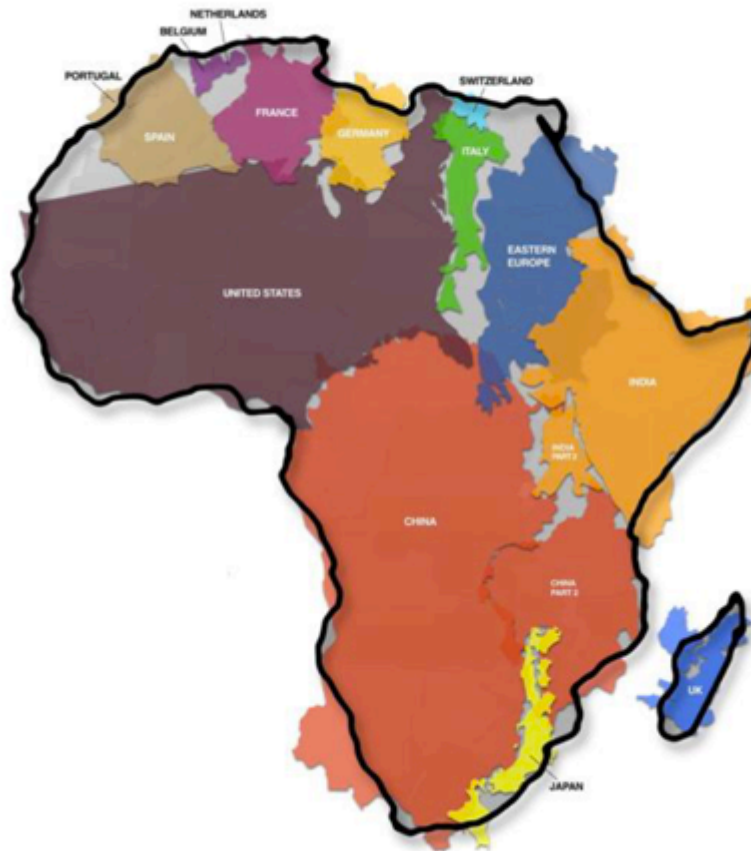 NETHERLANDS
BELGIUM
PORTUGAL
SWITZERLAND
SPAIN
FRANCE
GERMANY
ITALY
EASTERN
EUROPE
UNITED STATES
INDIA
INDIA
PART 2
CHINA
CHINA
PART 2
UK
JAPAN